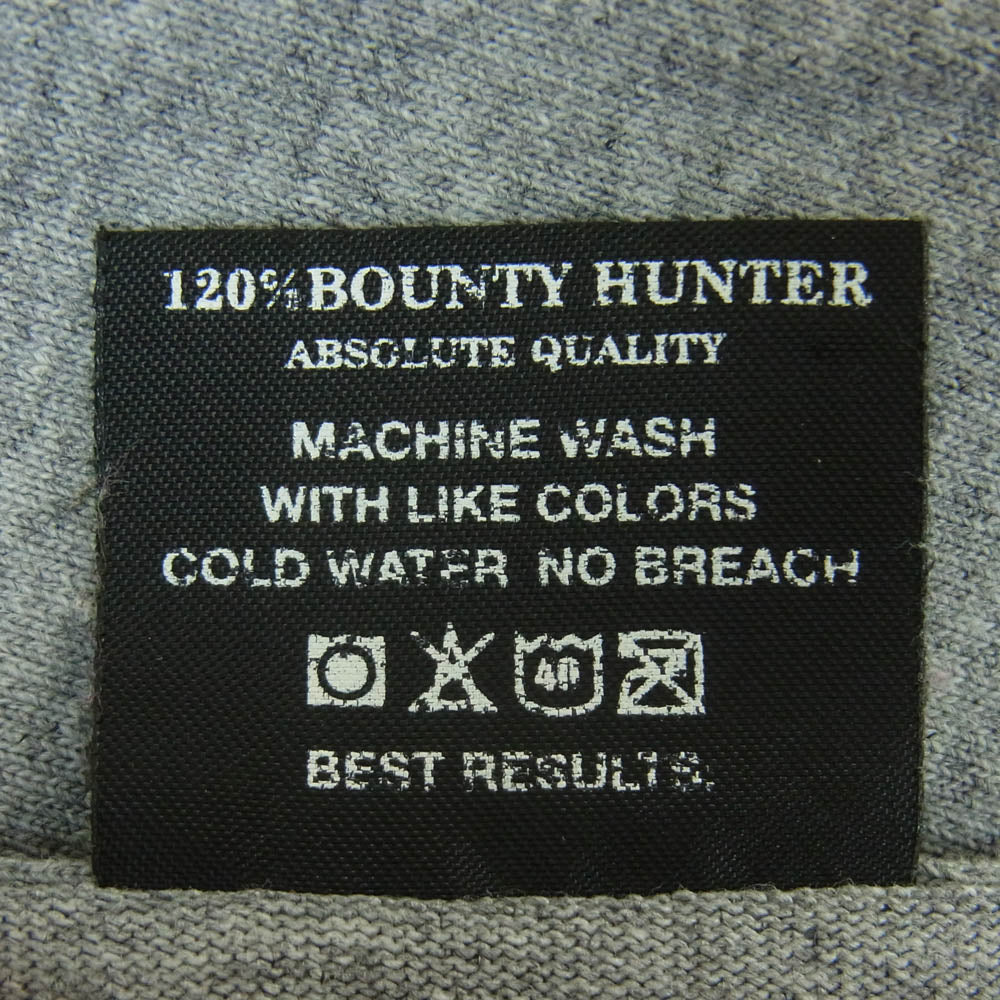 120% BOUNTY HUNTER
ABSOLUTE QUALITY
MACHINE WASH
WITH LIKE COLORS
COLD WATER NO BREACH
40
BEST RESULTS.